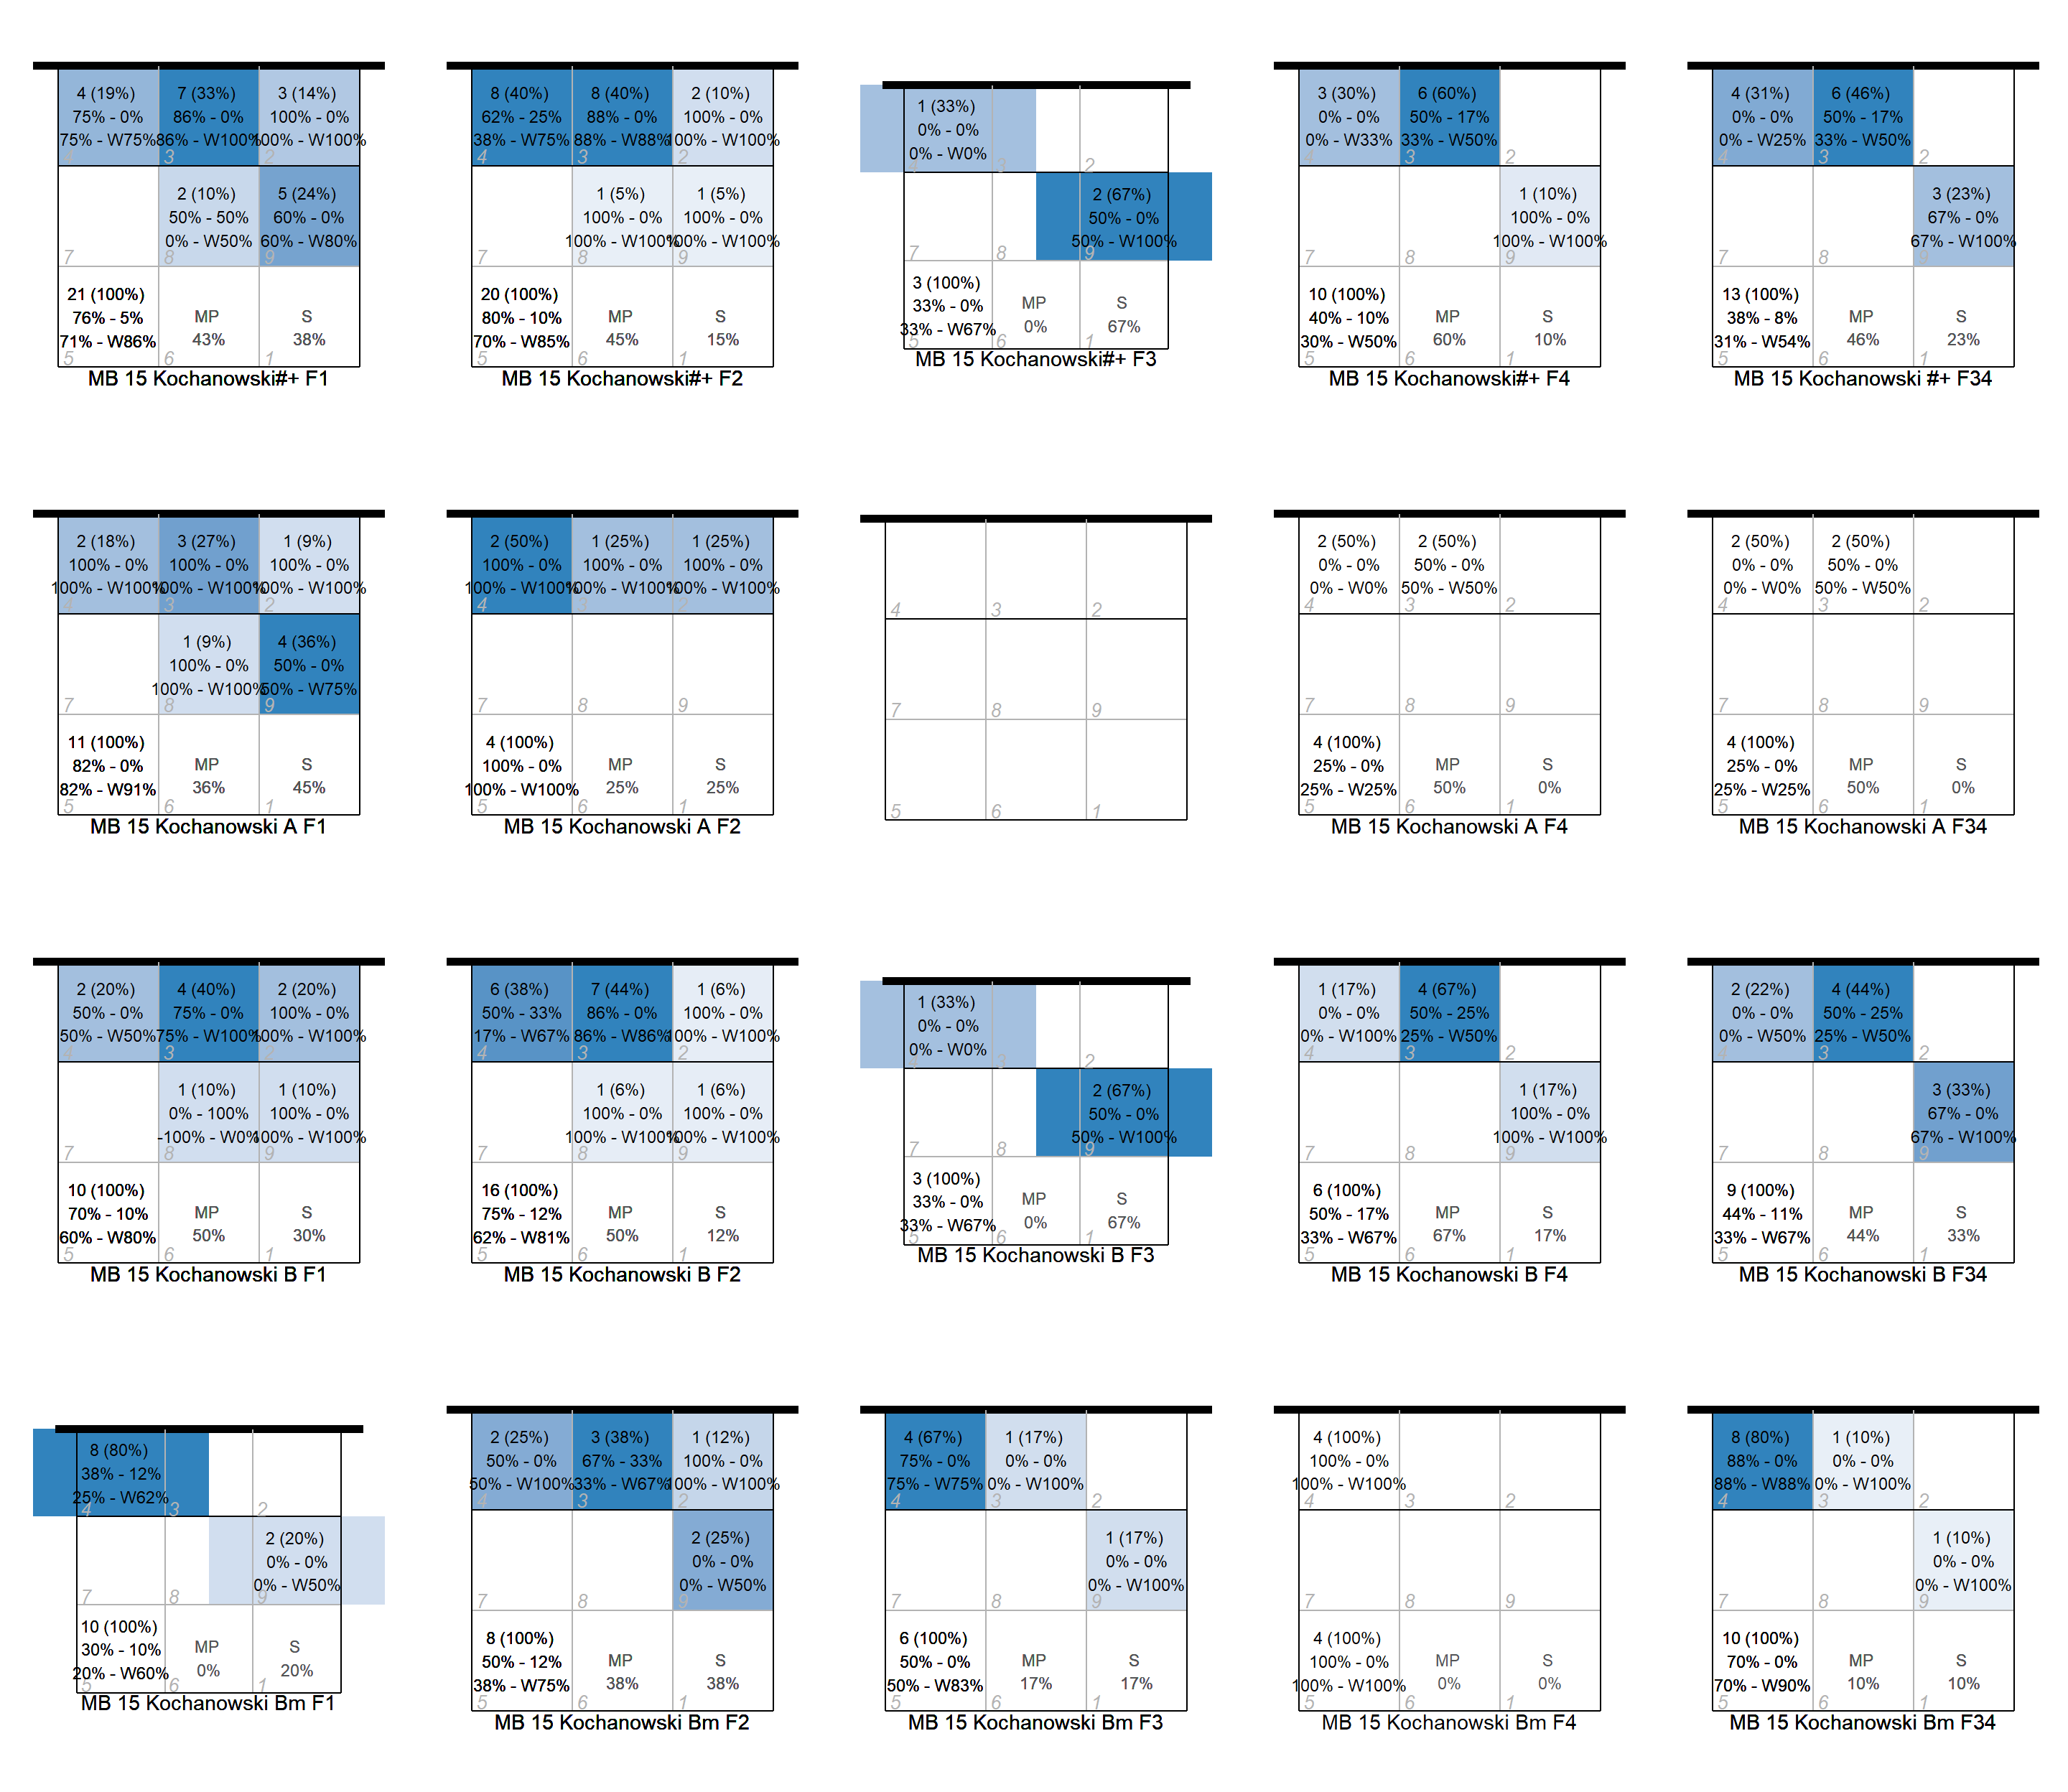 4 (19%)
75% - 0%
75% - W75%
4
7 (33%)
86% - 0%
86% - W100%
3
3 (14%)
100% - 0%
100% - W100%
2
7
2 (10%)
50% - 50%
0% - W50%
8
5 (24%)
60% - 0%
60% - W80%
9
21 (100%)
76% - 5%
71% - W86%
5
MP
43%
6
S
38%
1
MB 15 Kochanowski#+ F1
8 (40%)
62% - 25%
38% - W75%
4
8 (40%)
88% - 0%
88% - W88%
3
2 (10%)
100% - 0%
100% - W100%
2
7
1 (5%)
100% - 0%
100% - W100%
8
1 (5%)
100% - 0%
100% - W100%
9
20 (100%)
80% - 10%
70% - W85%
5
MP
45%
6
S
15%
1
MB 15 Kochanowski#+ F2
1 (33%)
0% - 0%
0% - W0%
4
3
2
7
8
2 (67%)
50% - 0%
50% - W100%
9
3 (100%)
33% - 0%
33% - W67%
5
MP
0%
6
S
67%
1
MB 15 Kochanowski#+ F3
3 (30%)
0% - 0%
0% - W33%
4
6 (60%)
50% - 17%
33% - W50%
3
2
7
8
1 (10%)
100% - 0%
100% - W100%
9
10 (100%)
40% - 10%
30% - W50%
5
MP
60%
6
S
10%
1
MB 15 Kochanowski#+ F4
4 (31%)
0% - 0%
0% - W25%
4
6 (46%)
50% - 17%
33% - W50%
3
2
7
8
3 (23%)
67% - 0%
67% - W100%
9
13 (100%)
38% - 8%
31% - W54%
5
MP
46%
6
S
23%
1
MB 15 Kochanowski #+ F34
2 (18%)
100% - 0%
100% - W100%
4
3 (27%)
100% - 0%
100% - W100%
3
1 (9%)
100% - 0%
100% - W100%
2
7
1 (9%)
100% - 0%
100% - W100%
8
4 (36%)
50% - 0%
50% - W75%
9
11 (100%)
82% - 0%
82% - W91%
5
MP
36%
6
S
45%
1
MB 15 Kochanowski A F1
2 (50%)
100% - 0%
100% - W100%
4
1 (25%)
100% - 0%
100% - W100%
3
1 (25%)
100% - 0%
100% - W100%
2
7
8
9
4 (100%)
100% - 0%
100% - W100%
5
MP
25%
6
S
25%
1
MB 15 Kochanowski A F2
4
3
2
7
8
9
5
6
1
2 (50%)
0% - 0%
0% - W0%
4
2 (50%)
50% - 0%
50% - W50%
3
2
7
8
9
4 (100%)
25% - 0%
25% - W25%
5
MP
50%
6
S
0%
1
MB 15 Kochanowski A F4
2 (50%)
0% - 0%
0% - W0%
4
2 (50%)
50% - 0%
50% - W50%
3
2
7
8
9
4 (100%)
25% - 0%
25% - W25%
5
MP
50%
6
S
0%
1
MB 15 Kochanowski A F34
2 (20%)
50% - 0%
50% - W50%
4
4 (40%)
75% - 0%
75% - W100%
3
2 (20%)
100% - 0%
100% - W100%
2
7
1 (10%)
0% - 100%
-100% - W0%
8
1 (10%)
100% - 0%
100% - W100%
9
10 (100%)
70% - 10%
60% - W80%
5
MP
50%
6
S
30%
1
MB 15 Kochanowski B F1
6 (38%)
50% - 33%
17% - W67%
4
7 (44%)
86% - 0%
86% - W86%
3
1 (6%)
100% - 0%
100% - W100%
2
7
1 (6%)
100% - 0%
100% - W100%
8
1 (6%)
100% - 0%
100% - W100%
9
16 (100%)
75% - 12%
62% - W81%
5
MP
50%
6
S
12%
1
MB 15 Kochanowski B F2
1 (33%)
0% - 0%
0% - W0%
4
3
2
7
8
2 (67%)
50% - 0%
50% - W100%
9
3 (100%)
33% - 0%
33% - W67%
5
MP
0%
6
S
67%
1
MB 15 Kochanowski B F3
1 (17%)
0% - 0%
0% - W100%
4
4 (67%)
50% - 25%
25% - W50%
3
2
7
8
1 (17%)
100% - 0%
100% - W100%
9
6 (100%)
50% - 17%
33% - W67%
5
MP
67%
6
S
17%
1
MB 15 Kochanowski B F4
2 (22%)
0% - 0%
0% - W50%
4
4 (44%)
50% - 25%
25% - W50%
3
2
7
8
3 (33%)
67% - 0%
67% - W100%
9
9 (100%)
44% - 11%
33% - W67%
5
MP
44%
6
S
33%
1
MB 15 Kochanowski B F34
8 (80%)
38% - 12%
25% - W62%
4
3
2
7
8
2 (20%)
0% - 0%
0% - W50%
9
10 (100%)
30% - 10%
20% - W60%
5
MP
0%
6
S
20%
1
MB 15 Kochanowski Bm F1
2 (25%)
50% - 0%
50% - W100%
4
3 (38%)
67% - 33%
33% - W67%
3
1 (12%)
100% - 0%
100% - W100%
2
7
8
2 (25%)
0% - 0%
0% - W50%
9
8 (100%)
50% - 12%
38% - W75%
5
MP
38%
6
S
38%
1
MB 15 Kochanowski Bm F2
4 (67%)
75% - 0%
75% - W75%
4
1 (17%)
0% - 0%
0% - W100%
3
2
7
8
1 (17%)
0% - 0%
0% - W100%
9
6 (100%)
50% - 0%
50% - W83%
5
MP
17%
6
S
17%
1
MB 15 Kochanowski Bm F3
4 (100%)
100% - 0%
100% - W100%
4
3
2
7
8
9
4 (100%)
100% - 0%
100% - W100%
5
MP
0%
6
S
0%
1
MB 15 Kochanowski Bm F4
8 (80%)
88% - 0%
88% - W88%
4
1 (10%)
0% - 0%
0% - W100%
3
2
7
8
1 (10%)
0% - 0%
0% - W100%
9
10 (100%)
70% - 0%
70% - W90%
5
MP
10%
6
S
10%
1
MB 15 Kochanowski Bm F34